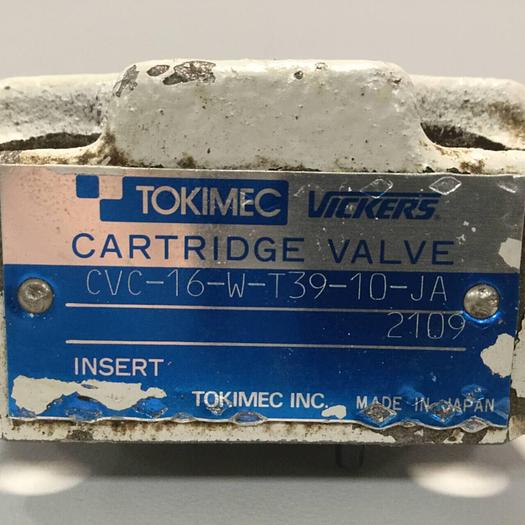 TOKIMEC VICKERS
CARTRIDGE VALVE
CVC-16-W-T39-10-JA
2109
INSERT
TOKIMEC INC. MADE IN JAPAN